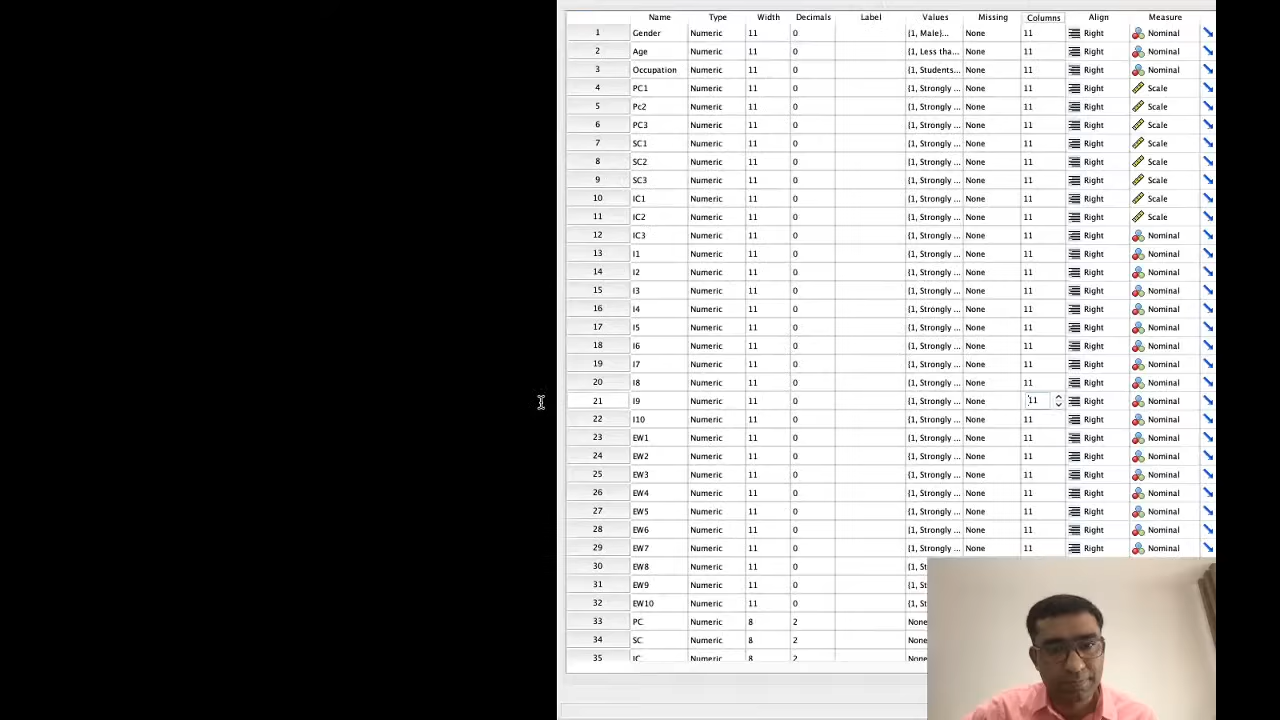 Name Type Width Decimals Label Values Missing Columns Align Measure
1 Gender Numeric 11 0 {1, Male}... None 11 Right Nominal
2 Age Numeric 11 0 {1, Less tha... None 11 Right Nominal
3 Occupation Numeric 11 0 {1, Students... None 11 Right Nominal
4 PC1 Numeric 11 0 {1, Strongly ... None 11 Right Scale
5 Pc2 Numeric 11 0 {1, Strongly ... None 11 Right Scale
6 PC3 Numeric 11 0 {1, Strongly ... None 11 Right Scale
7 SC1 Numeric 11 0 {1, Strongly ... None 11 Right Scale
8 SC2 Numeric 11 0 {1, Strongly ... None 11 Right Scale
9 SC3 Numeric 11 0 {1, Strongly ... None 11 Right Scale
10 IC1 Numeric 11 0 {1, Strongly ... None 11 Right Scale
11 IC2 Numeric 11 0 {1, Strongly ... None 11 Right Scale
12 IC3 Numeric 11 0 {1, Strongly ... None 11 Right Nominal
13 I1 Numeric 11 0 {1, Strongly ... None 11 Right Nominal
14 I2 Numeric 11 0 {1, Strongly ... None 11 Right Nominal
15 I3 Numeric 11 0 {1, Strongly ... None 11 Right Nominal
16 I4 Numeric 11 0 {1, Strongly ... None 11 Right Nominal
17 I5 Numeric 11 0 {1, Strongly ... None 11 Right Nominal
18 I6 Numeric 11 0 {1, Strongly ... None 11 Right Nominal
19 I7 Numeric 11 0 {1, Strongly ... None 11 Right Nominal
20 I8 Numeric 11 0 {1, Strongly ... None 11 Right Nominal
21 I9 Numeric 11 0 {1, Strongly ... None 11 Right Nominal
22 I10 Numeric 11 0 {1, Strongly ... None 11 Right Nominal
23 EW1 Numeric 11 0 {1, Strongly ... None 11 Right Nominal
24 EW2 Numeric 11 0 {1, Strongly ... None 11 Right Nominal
25 EW3 Numeric 11 0 {1, Strongly ... None 11 Right Nominal
26 EW4 Numeric 11 0 {1, Strongly ... None 11 Right Nominal
27 EW5 Numeric 11 0 {1, Strongly ... None 11 Right Nominal
28 EW6 Numeric 11 0 {1, Strongly ... None 11 Right Nominal
29 EW7 Numeric 11 0 {1, Strongly ... None 11 Right Nominal
30 EW8 Numeric 11 0 {1, St
31 EW9 Numeric 11 0 {1, St
32 EW10 Numeric 11 0 {1, St
33 PC Numeric 8 2 None
34 SC Numeric 8 2 None
35 IC Numeric 8 2 None